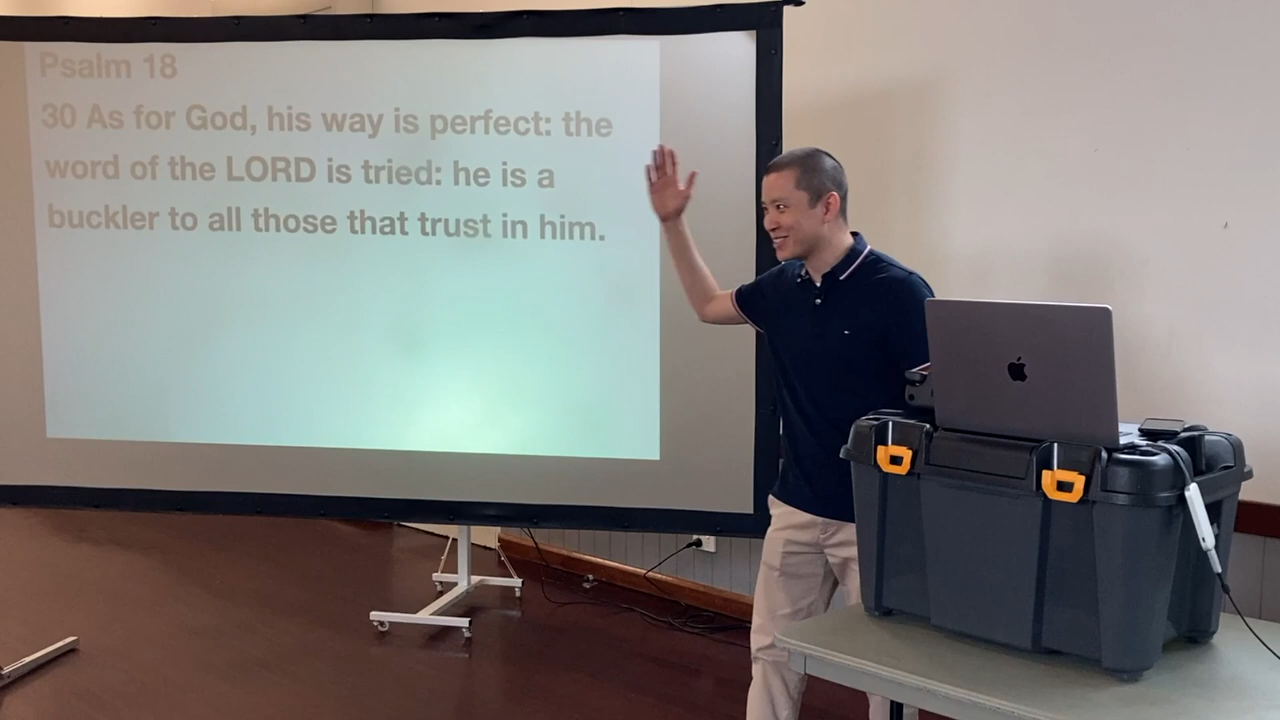 Psalm 18
30 As for God, his way is perfect: the
word of the LORD is tried: he is a
buckler to all those that trust in him.